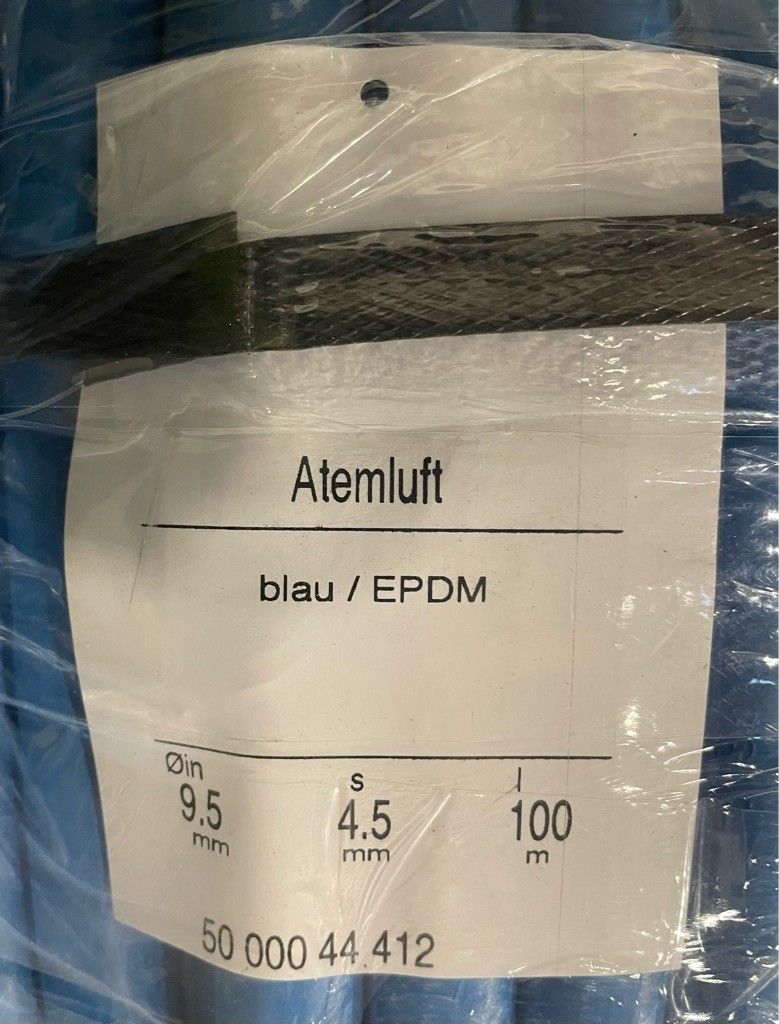 Atemluft
blau / EPDM
Øin s l
9.5 4.5 100
mm mm m
50 000 44 412